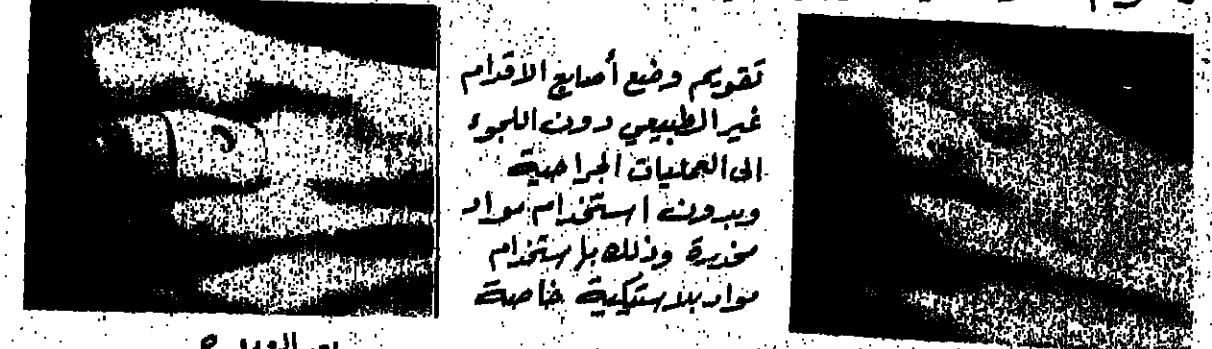 تقويم وضع أصابع الأقدام
غير الطبيعي دون اللجوء
الى العمليات الجراحية
وبدون استخدام مواد
مخدرة وذلك باستخدام
مواد بلاستيكية خاصة